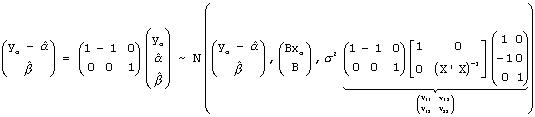 (y₀ - α̂ / β̂) = (1 - 1 0 / 0 0 1) (y₀ / α̂ / β̂) ~ N ( (y₀ - α̂ / β̂), (Bx₀ / B), σ² (1 - 1 0 / 0 0 1) [1 0 / 0 (X' X)⁻¹] (1 0 / -1 0 / 0 1)
(v₁₁ v₁₂ / v₁₂ v₂₂)